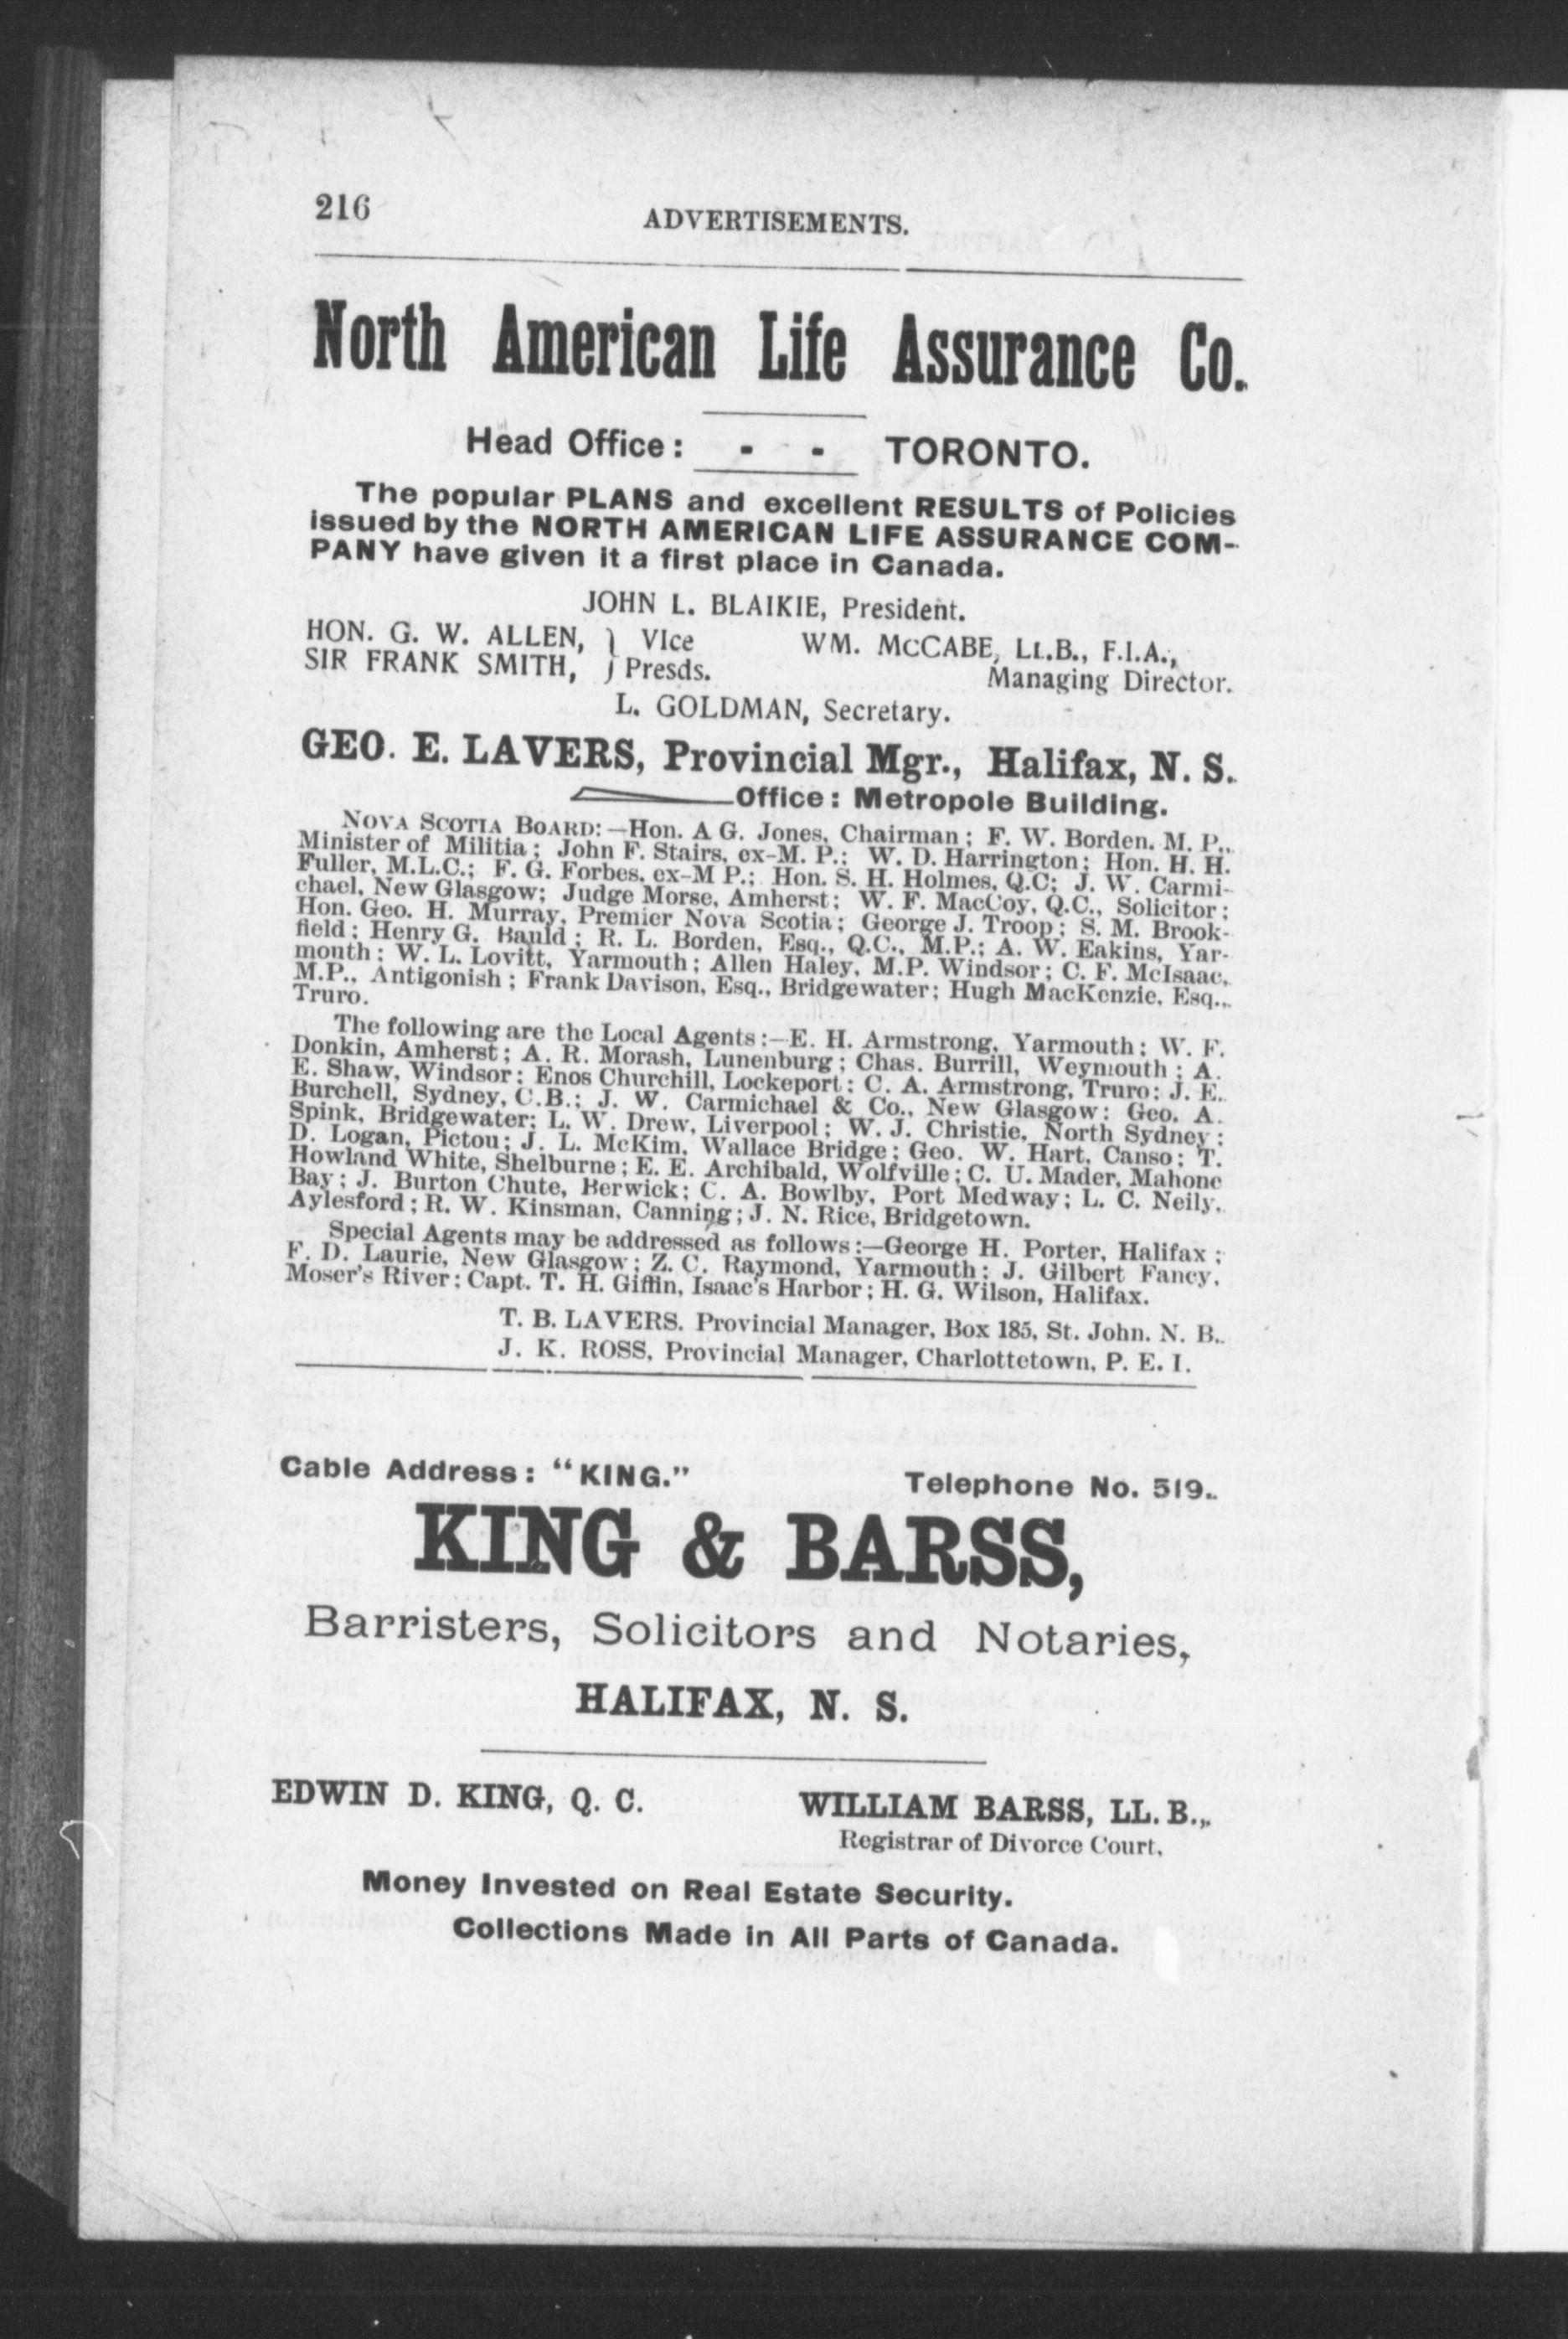 216
ADVERTISEMENTS.
North American Life Assurance Co.
Head Office: - - TORONTO.
The popular PLANS and excellent RESULTS of Policies
issued by the NORTH AMERICAN LIFE ASSURANCE COM-
PANY have given it a first place in Canada.
JOHN L. BLAIKIE, President.
HON. G. W. ALLEN, } Vice
SIR FRANK SMITH, } Presds.
WM. McCABE, LL.B., F.I.A.,
Managing Director.
L. GOLDMAN, Secretary.
GEO. E. LAVERS, Provincial Mgr., Halifax, N. S.
Office: Metropole Building.
NOVA SCOTIA BOARD:—Hon. A G. Jones, Chairman; F. W. Borden. M. P.,
Minister of Militia; John F. Stairs, ex-M. P.; W. D. Harrington; Hon. H. H.
Fuller, M.L.C.; F. G. Forbes, ex-M P.; Hon. S. H. Holmes, Q.C; J. W. Carmi-
chael, New Glasgow; Judge Morse, Amherst; W. F. MacCoy, Q.C., Solicitor;
Hon. Geo. H. Murray, Premier Nova Scotia; George J. Troop; S. M. Brook-
field; Henry G. Bauld; R. L. Borden, Esq., Q.C., M.P.; A. W. Eakins, Yar-
mouth; W. L. Lovitt, Yarmouth; Allen Haley, M.P. Windsor; C. F. McIsaac,
M.P., Antigonish; Frank Davison, Esq., Bridgewater; Hugh MacKenzie, Esq.,
Truro.
The following are the Local Agents:—E. H. Armstrong, Yarmouth; W. F.
Donkin, Amherst; A. R. Morash, Lunenburg; Chas. Burrill, Weymouth; A.
E. Shaw, Windsor; Enos Churchill, Lockeport; C. A. Armstrong, Truro; J. E.
Burchell, Sydney, C.B.; J. W. Carmichael & Co., New Glasgow; Geo. A.
Spink, Bridgewater; L. W. Drew, Liverpool; W. J. Christie, North Sydney;
D. Logan, Pictou; J. L. McKim, Wallace Bridge; Geo. W. Hart, Canso; T.
Howland White, Shelburne; E. E. Archibald, Wolfville; C. U. Mader, Mahone
Bay; J. Burton Chute, Berwick; C. A. Bowlby, Port Medway; L. C. Neily,
Aylesford; R. W. Kinsman, Canning; J. N. Rice, Bridgetown.
Special Agents may be addressed as follows:—George H. Porter, Halifax;
F. D. Laurie, New Glasgow; Z. C. Raymond, Yarmouth; J. Gilbert Fancy,
Moser's River; Capt. T. H. Giffin, Isaac's Harbor; H. G. Wilson, Halifax.
T. B. LAVERS. Provincial Manager, Box 185, St. John. N. B.
J. K. ROSS, Provincial Manager, Charlottetown, P. E. I.
Cable Address: "KING."
Telephone No. 519.
KING & BARSS,
Barristers, Solicitors and Notaries,
HALIFAX, N. S.
EDWIN D. KING, Q. C.
WILLIAM BARSS, LL. B.,
Registrar of Divorce Court,
Money Invested on Real Estate Security.
Collections Made in All Parts of Canada.